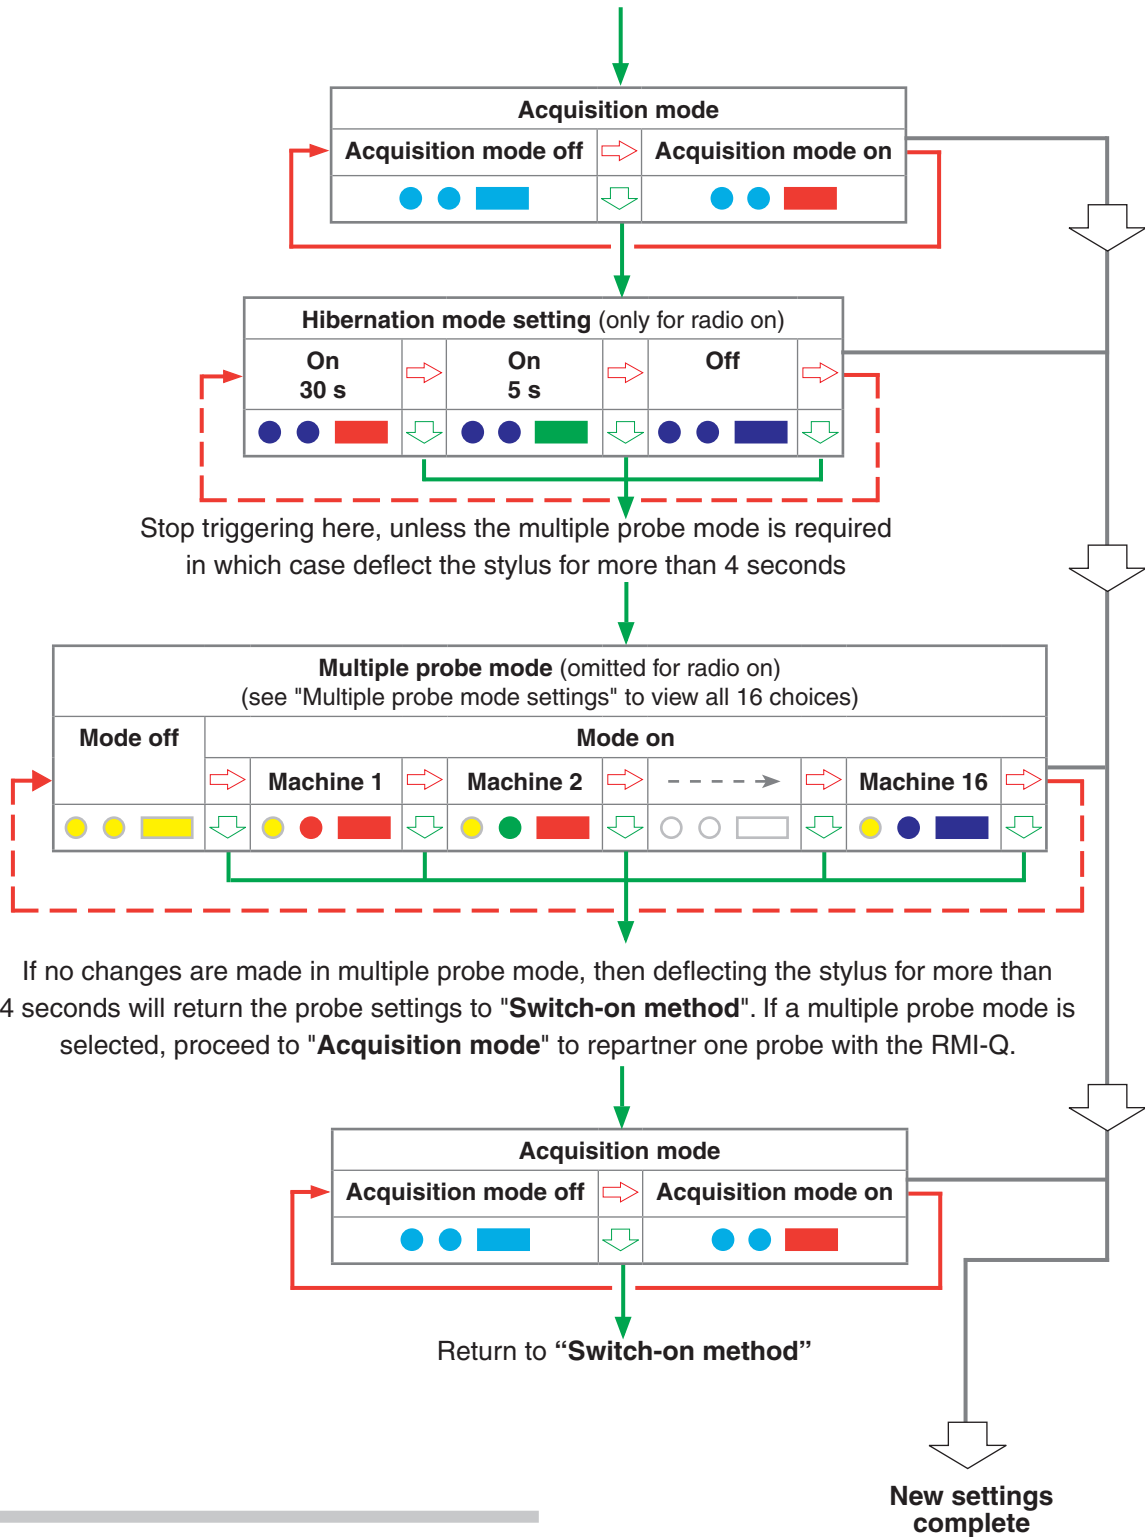 Acquisition mode
Acquisition mode off
Acquisition mode on
Hibernation mode setting (only for radio on)
On
30 s
On
5 s
Off
Stop triggering here, unless the multiple probe mode is required
in which case deflect the stylus for more than 4 seconds
Multiple probe mode (omitted for radio on)
(see "Multiple probe mode settings" to view all 16 choices)
Mode off
Mode on
Machine 1
Machine 2
Machine 16
If no changes are made in multiple probe mode, then deflecting the stylus for more than
4 seconds will return the probe settings to "Switch-on method". If a multiple probe mode is
selected, proceed to "Acquisition mode" to repartner one probe with the RMI-Q.
Acquisition mode
Acquisition mode off
Acquisition mode on
Return to “Switch-on method”
New settings
complete